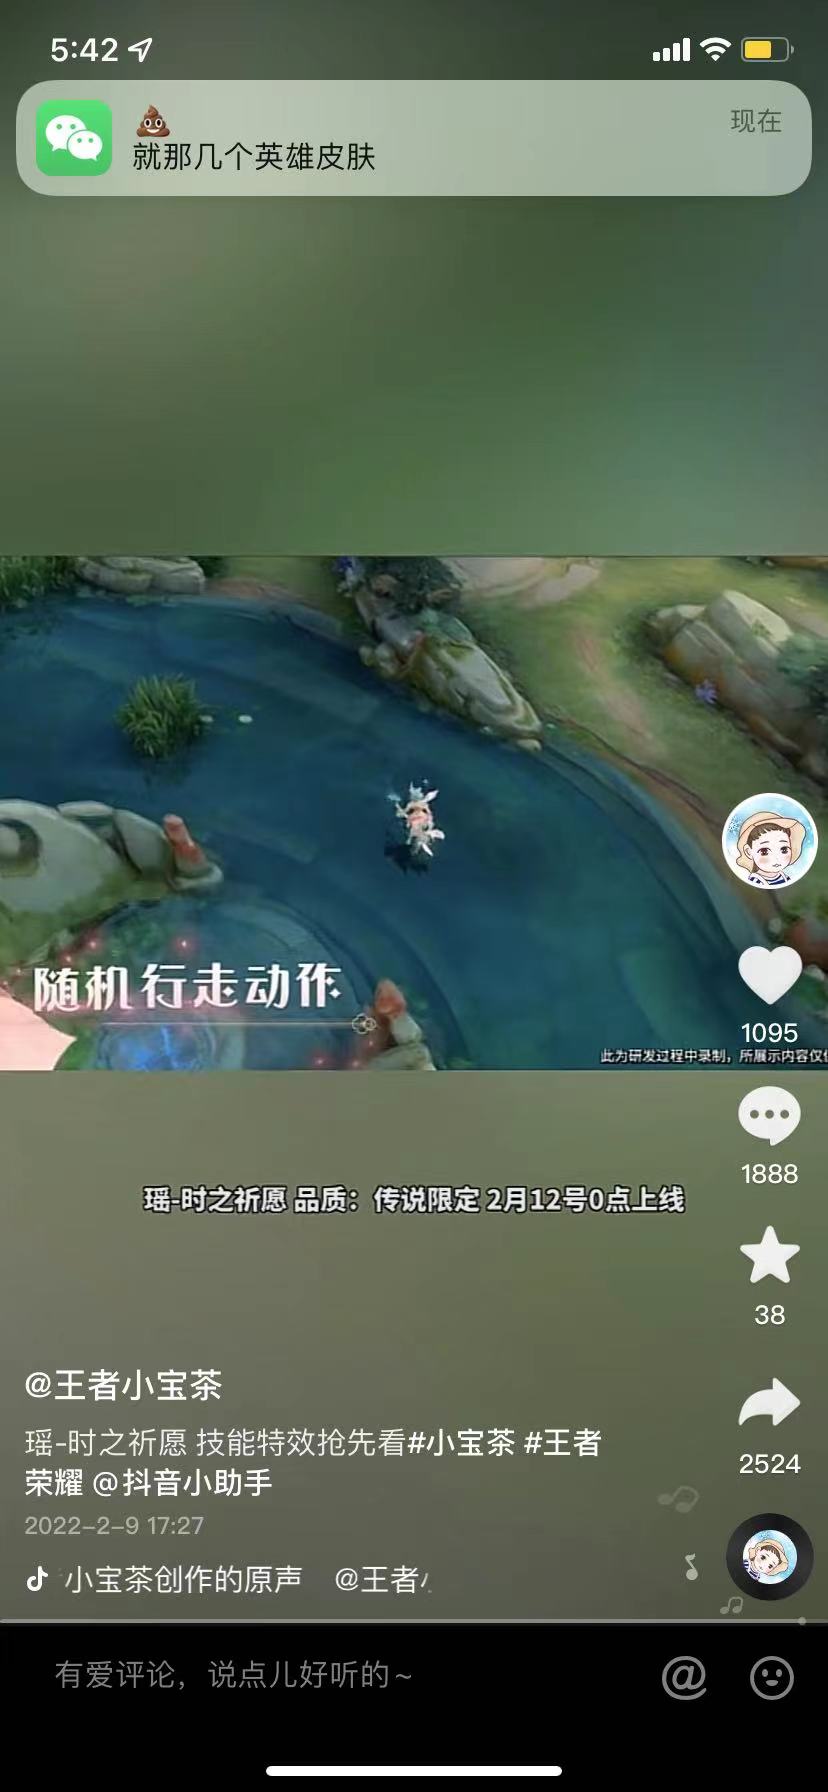 5:42
💩
现在
就那几个英雄皮肤
随机行走动作
1095
此为研发过程中录制，所展示内容仅
1888
瑶-时之祈愿 品质：传说限定 2月12号0点上线
38
@王者小宝茶
瑶-时之祈愿 技能特效抢先看#小宝茶 #王者
荣耀 @抖音小助手
2524
2022-2-9 17:27
小宝茶创作的原声 @王者
有爱评论，说点儿好听的~